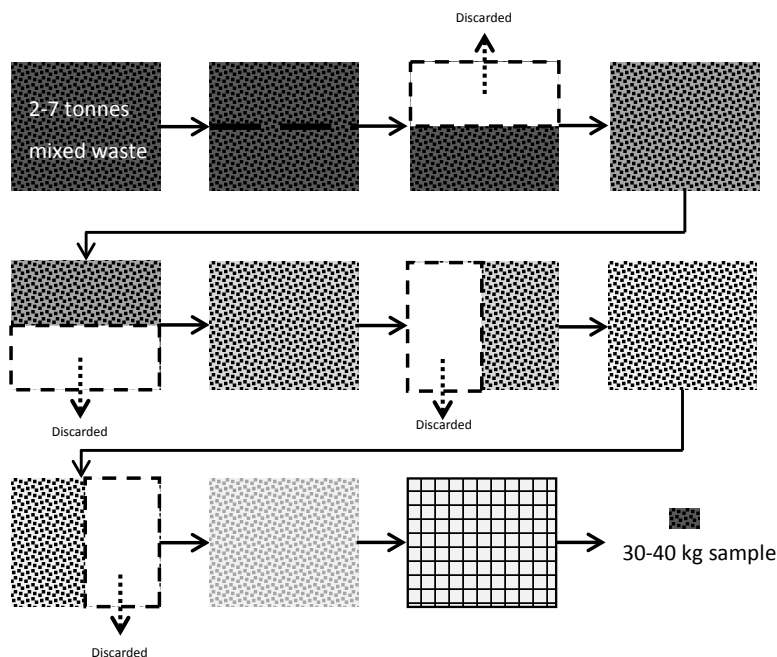 Discarded
2-7 tonnes
mixed waste
Discarded
Discarded
30-40 kg sample
Discarded